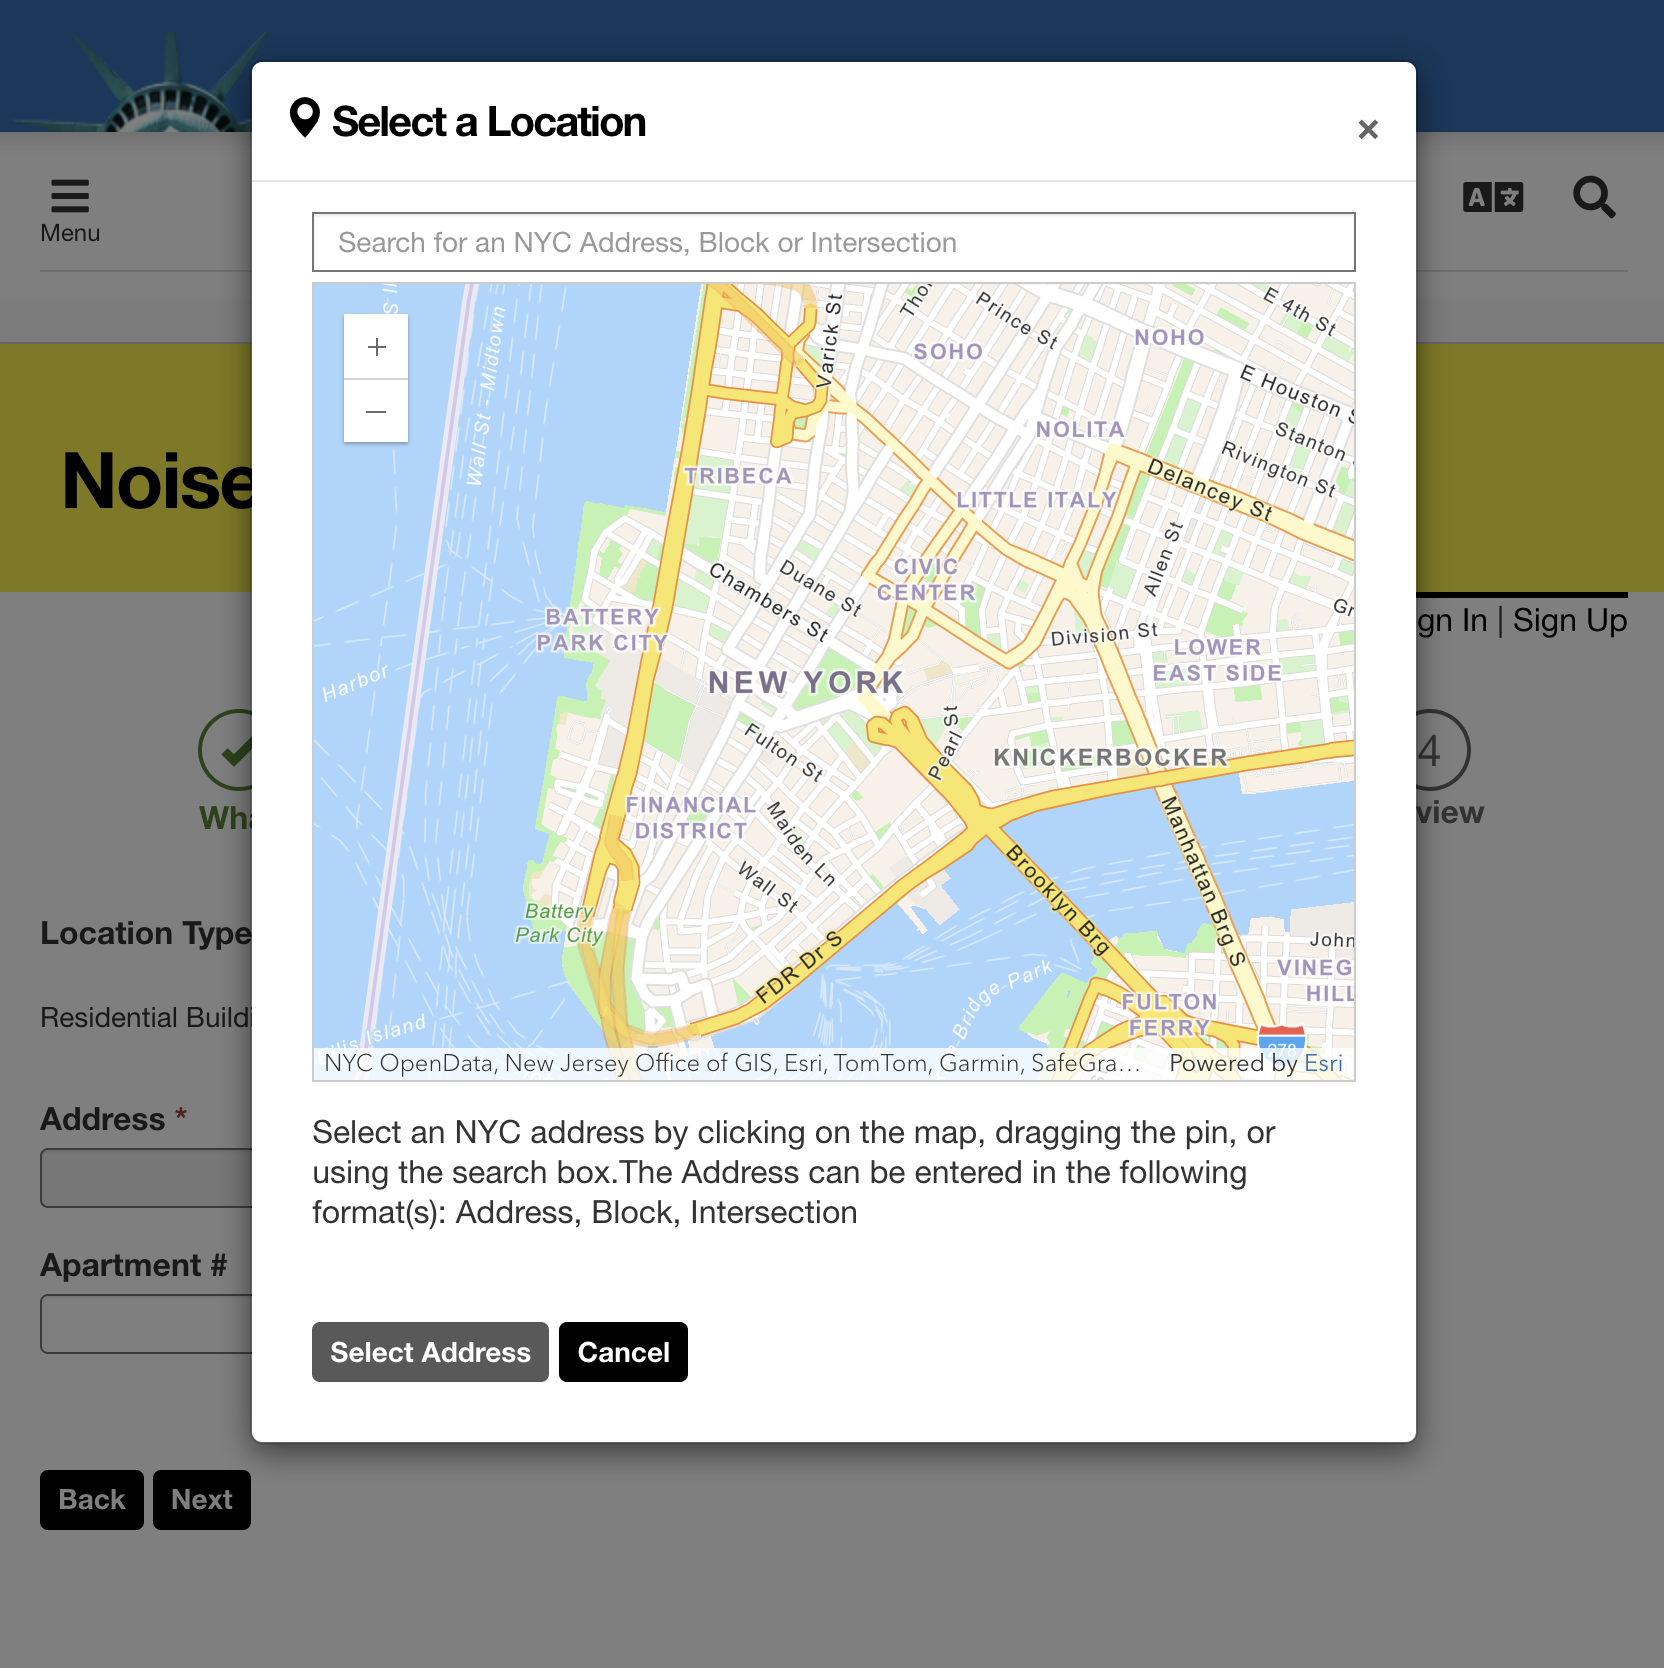 Select a Location
×
Menu
A
Search for an NYC Address, Block or Intersection
+
−
Wall St - Midtown
Varick St
Prince St
E 4th St
SOHO
NOHO
E Houston
NOLITA
Stanton
Rivington St
TRIBECA
Delancey St
LITTLE ITALY
Noise
Allen St
CIVIC
CENTER
Duane St
Chambers St
BATTERY
PARK CITY
Division St
gn In | Sign Up
LOWER
EAST SIDE
Harbor
NEW YORK
Pearl St
Fulton St
KNICKERBOCKER
4
FINANCIAL
DISTRICT
Maiden Ln
Manhattan Brg S
view
Wall St
Brooklyn Brg
Battery
Park City
Location Type
John
FDR Dr S
VINEG
HILL
Bridge-Park
FULTON
FERRY
Residential Buildi
llis Island
278
NYC OpenData, New Jersey Office of GIS, Esri, TomTom, Garmin, SafeGra... Powered by Esri
Address *
Select an NYC address by clicking on the map, dragging the pin, or
using the search box.The Address can be entered in the following
format(s): Address, Block, Intersection
Apartment #
Select Address
Cancel
Back
Next